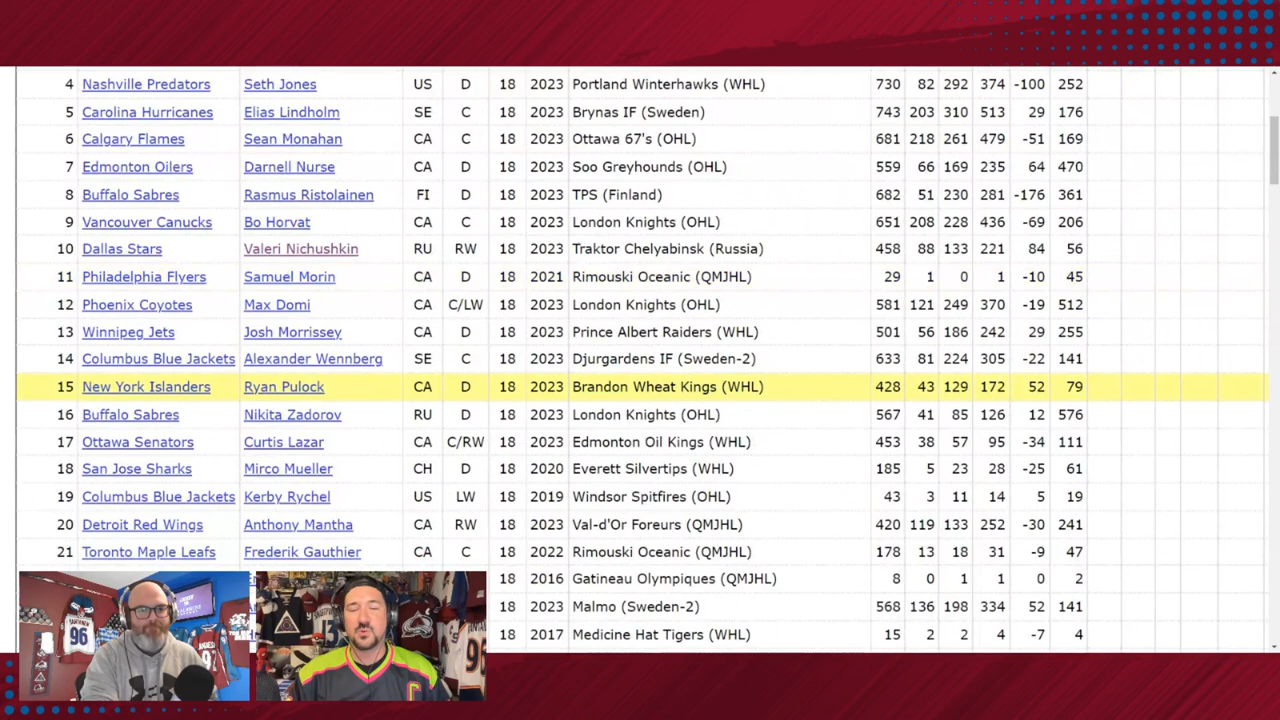 4 Nashville Predators Seth Jones US D 18 2023 Portland Winterhawks (WHL) 730 82 292 374 -100 252
5 Carolina Hurricanes Elias Lindholm SE C 18 2023 Brynas IF (Sweden) 743 203 310 513 29 176
6 Calgary Flames Sean Monahan CA C 18 2023 Ottawa 67's (OHL) 681 218 261 479 -51 169
7 Edmonton Oilers Darnell Nurse CA D 18 2023 Soo Greyhounds (OHL) 559 66 169 235 64 470
8 Buffalo Sabres Rasmus Ristolainen FI D 18 2023 TPS (Finland) 682 51 230 281 -176 361
9 Vancouver Canucks Bo Horvat CA C 18 2023 London Knights (OHL) 651 208 228 436 -69 206
10 Dallas Stars Valeri Nichushkin RU RW 18 2023 Traktor Chelyabinsk (Russia) 458 88 133 221 84 56
11 Philadelphia Flyers Samuel Morin CA D 18 2021 Rimouski Oceanic (QMJHL) 29 1 0 1 -10 45
12 Phoenix Coyotes Max Domi CA C/LW 18 2023 London Knights (OHL) 581 121 249 370 -19 512
13 Winnipeg Jets Josh Morrissey CA D 18 2023 Prince Albert Raiders (WHL) 501 56 186 242 29 255
14 Columbus Blue Jackets Alexander Wennberg SE C 18 2023 Djurgardens IF (Sweden-2) 633 81 224 305 -22 141
15 New York Islanders Ryan Pulock CA D 18 2023 Brandon Wheat Kings (WHL) 428 43 129 172 52 79
16 Buffalo Sabres Nikita Zadorov RU D 18 2023 London Knights (OHL) 567 41 85 126 12 576
17 Ottawa Senators Curtis Lazar CA C/RW 18 2023 Edmonton Oil Kings (WHL) 453 38 57 95 -34 111
18 San Jose Sharks Mirco Mueller CH D 18 2020 Everett Silvertips (WHL) 185 5 23 28 -25 61
19 Columbus Blue Jackets Kerby Rychel US LW 18 2019 Windsor Spitfires (OHL) 43 3 11 14 5 19
20 Detroit Red Wings Anthony Mantha CA RW 18 2023 Val-d'Or Foreurs (QMJHL) 420 119 133 252 -30 241
21 Toronto Maple Leafs Frederik Gauthier CA C 18 2022 Rimouski Oceanic (QMJHL) 178 13 18 31 -9 47
18 2016 Gatineau Olympiques (QMJHL) 8 0 1 1 0 2
18 2023 Malmo (Sweden-2) 568 136 198 334 52 141
18 2017 Medicine Hat Tigers (WHL) 15 2 2 4 -7 4
96
13
96